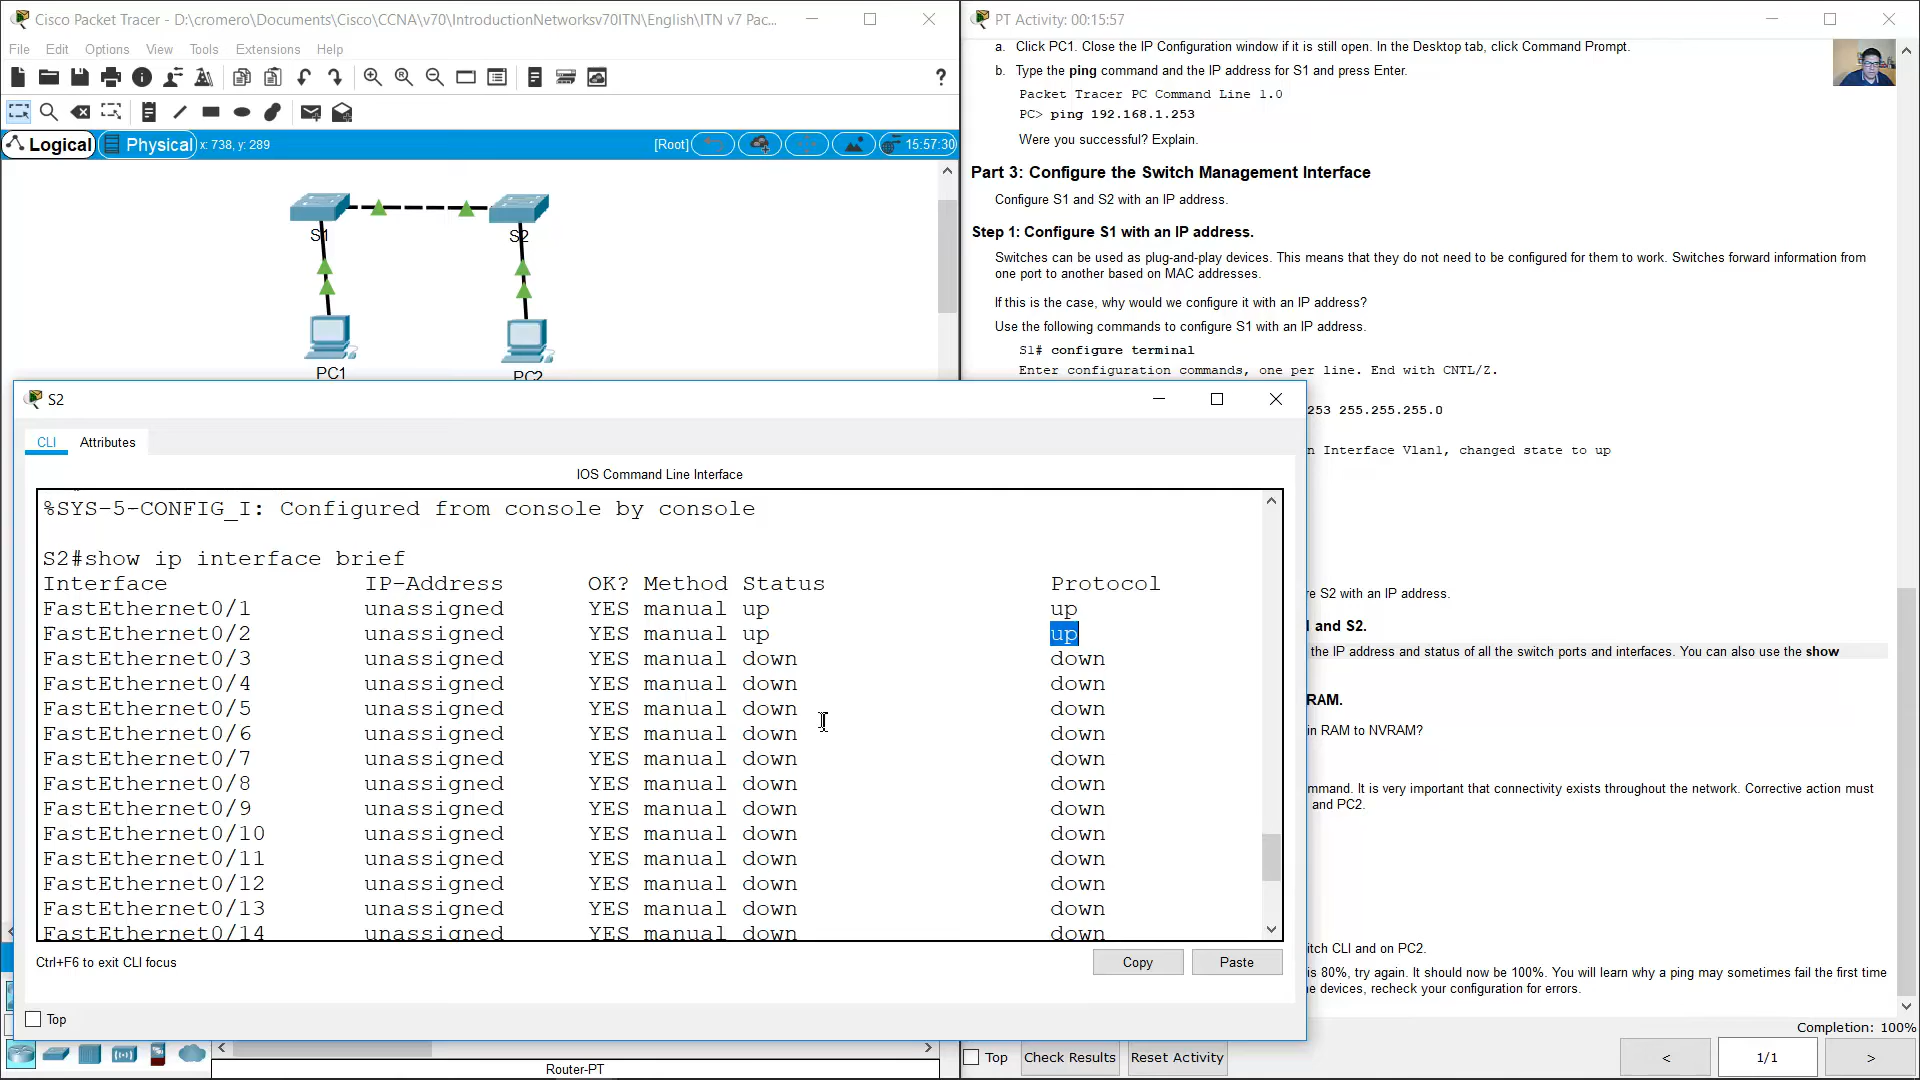 Cisco Packet Tracer - D:\cromero\Documents\Cisco\CCNA\v70\IntroductionNetworksv70ITN\English\ITN v7 Pac...
File Edit Options View Tools Extensions Help
?
Logical Physical x: 738, y: 289 [Root] 15:57:30
S1 S2
PC1 PC2
PT Activity: 00:15:57
a. Click PC1. Close the IP Configuration window if it is still open. In the Desktop tab, click Command Prompt.
b. Type the ping command and the IP address for S1 and press Enter.
Packet Tracer PC Command Line 1.0
PC> ping 192.168.1.253
Were you successful? Explain.
Part 3: Configure the Switch Management Interface
Configure S1 and S2 with an IP address.
Step 1: Configure S1 with an IP address.
Switches can be used as plug-and-play devices. This means that they do not need to be configured for them to work. Switches forward information from
one port to another based on MAC addresses.
If this is the case, why would we configure it with an IP address?
Use the following commands to configure S1 with an IP address.
S1# configure terminal
Enter configuration commands, one per line. End with CNTL/Z.
253 255.255.255.0
n Interface Vlan1, changed state to up
e S2 with an IP address.
and S2.
the IP address and status of all the switch ports and interfaces. You can also use the show
RAM.
in RAM to NVRAM?
mmand. It is very important that connectivity exists throughout the network. Corrective action must
and PC2.
itch CLI and on PC2.
is 80%, try again. It should now be 100%. You will learn why a ping may sometimes fail the first time
e devices, recheck your configuration for errors.
Completion: 100%
Top Check Results Reset Activity < 1/1 >
S2
CLI Attributes
IOS Command Line Interface
%SYS-5-CONFIG_I: Configured from console by console
S2#show ip interface brief
Interface IP-Address OK? Method Status Protocol
FastEthernet0/1 unassigned YES manual up up
FastEthernet0/2 unassigned YES manual up up
FastEthernet0/3 unassigned YES manual down down
FastEthernet0/4 unassigned YES manual down down
FastEthernet0/5 unassigned YES manual down down
FastEthernet0/6 unassigned YES manual down down
FastEthernet0/7 unassigned YES manual down down
FastEthernet0/8 unassigned YES manual down down
FastEthernet0/9 unassigned YES manual down down
FastEthernet0/10 unassigned YES manual down down
FastEthernet0/11 unassigned YES manual down down
FastEthernet0/12 unassigned YES manual down down
FastEthernet0/13 unassigned YES manual down down
FastEthernet0/14 unassigned YES manual down down
Ctrl+F6 to exit CLI focus Copy Paste
Top
Router-PT